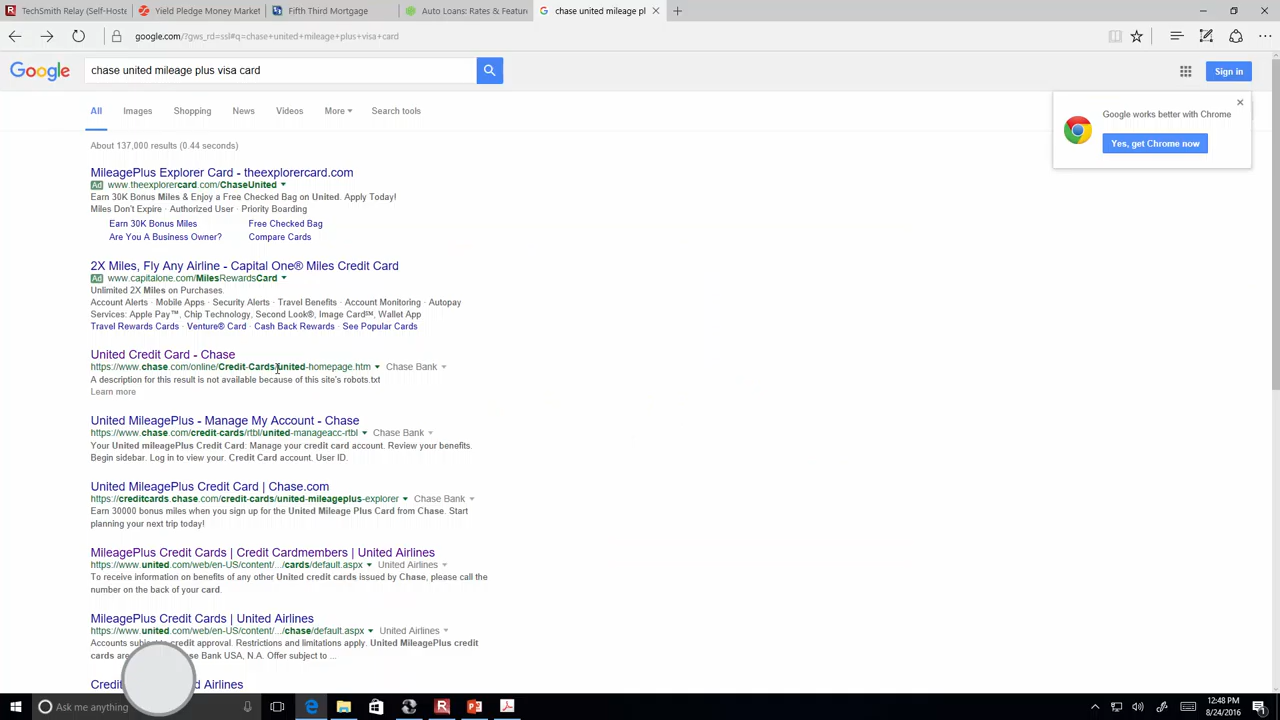 TechSmith Relay (Self-Host
Yield Pledge Money Market
Fifth Third Mortgage
Auto Loans: Rates & Feature
chase united mileage pl
google.com/?gws_rd=ssl#q=chase+united+mileage+plus+visa+card
Google
chase united mileage plus visa card
Sign in
All
Images
Shopping
News
Videos
More
Search tools
Google works better with Chrome
Yes, get Chrome now
About 137,000 results (0.44 seconds)
MileagePlus Explorer Card - theexplorercard.com
Ad www.theexplorercard.com/ChaseUnited
Earn 30K Bonus Miles & Enjoy a Free Checked Bag on United. Apply Today!
Miles Don't Expire · Authorized User · Priority Boarding
Earn 30K Bonus Miles
Free Checked Bag
Are You A Business Owner?
Compare Cards
2X Miles, Fly Any Airline - Capital One® Miles Credit Card
Ad www.capitalone.com/MilesRewardsCard
Unlimited 2X Miles on Purchases.
Account Alerts · Mobile Apps · Security Alerts · Travel Benefits · Account Monitoring · Autopay
Services: Apple Pay™, Chip Technology, Second Look®, Image Card℠, Wallet App
Travel Rewards Cards · Venture® Card · Cash Back Rewards · See Popular Cards
United Credit Card - Chase
https://www.chase.com/online/Credit-Cards/united-homepage.htm Chase Bank
A description for this result is not available because of this site's robots.txt
Learn more
United MileagePlus - Manage My Account - Chase
https://www.chase.com/credit-cards/rtbl/united-manageacc-rtbl Chase Bank
Your United mileagePlus Credit Card: Manage your credit card account. Review your benefits.
Begin sidebar. Log in to view your. Credit Card account. User ID.
United MileagePlus Credit Card | Chase.com
https://creditcards.chase.com/credit-cards/united-mileageplus-explorer Chase Bank
Earn 30000 bonus miles when you sign up for the United Mileage Plus Card from Chase. Start
planning your next trip today!
MileagePlus Credit Cards | Credit Cardmembers | United Airlines
https://www.united.com/web/en-US/content/.../cards/default.aspx United Airlines
To receive information on benefits of any other United credit cards issued by Chase, please call the
number on the back of your card.
MileagePlus Credit Cards | United Airlines
https://www.united.com/web/en-US/content/.../chase/default.aspx United Airlines
Accounts subject to credit approval. Restrictions and limitations apply. United MileagePlus credit
cards are Bank USA, N.A. Offer subject to ...
Credit Airlines
Ask me anything
12:48 PM
8/24/2016